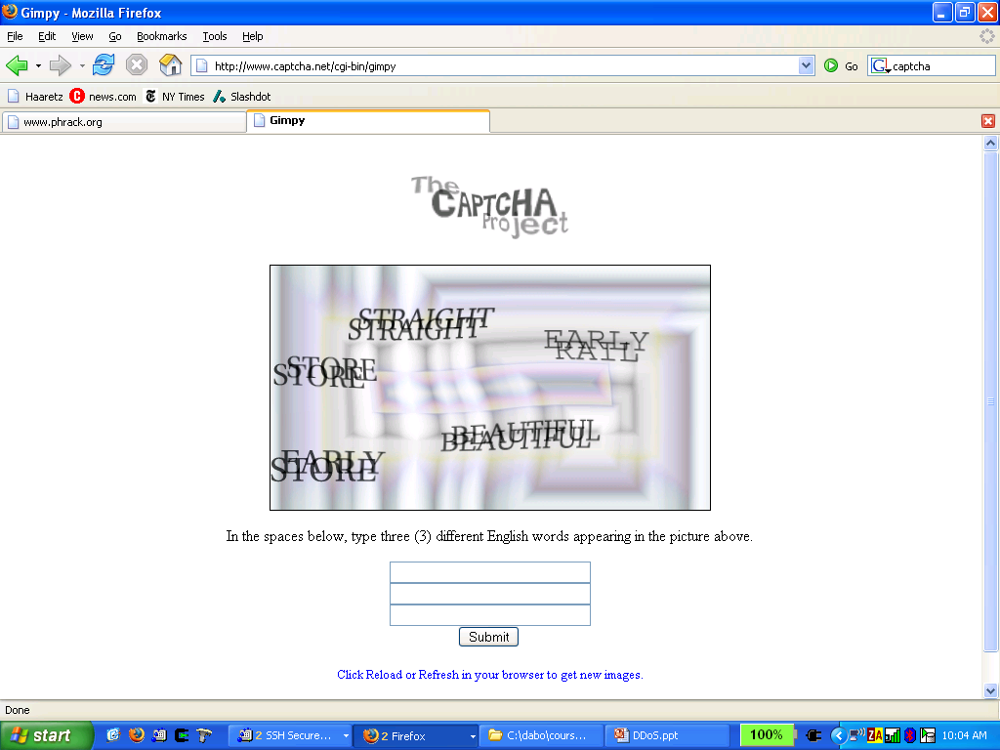 Gimpy - Mozilla Firefox
File Edit View Go Bookmarks Tools Help
http://www.captcha.net/cgi-bin/gimpy Go captcha
Haaretz news.com NY Times Slashdot
www.phrack.org Gimpy
The CAPTCHA Project
STRAIGHT
STRAIGHT
EARLY
RAIL
STORE
STORE
BEAUTIFUL
BEAUTIFUL
EARLY
STORE
In the spaces below, type three (3) different English words appearing in the picture above.
Submit
Click Reload or Refresh in your browser to get new images.
Done
start 2 SSH Secure... 2 Firefox C:\dabo\cours... DDoS.ppt 100% ZA 10:04 AM